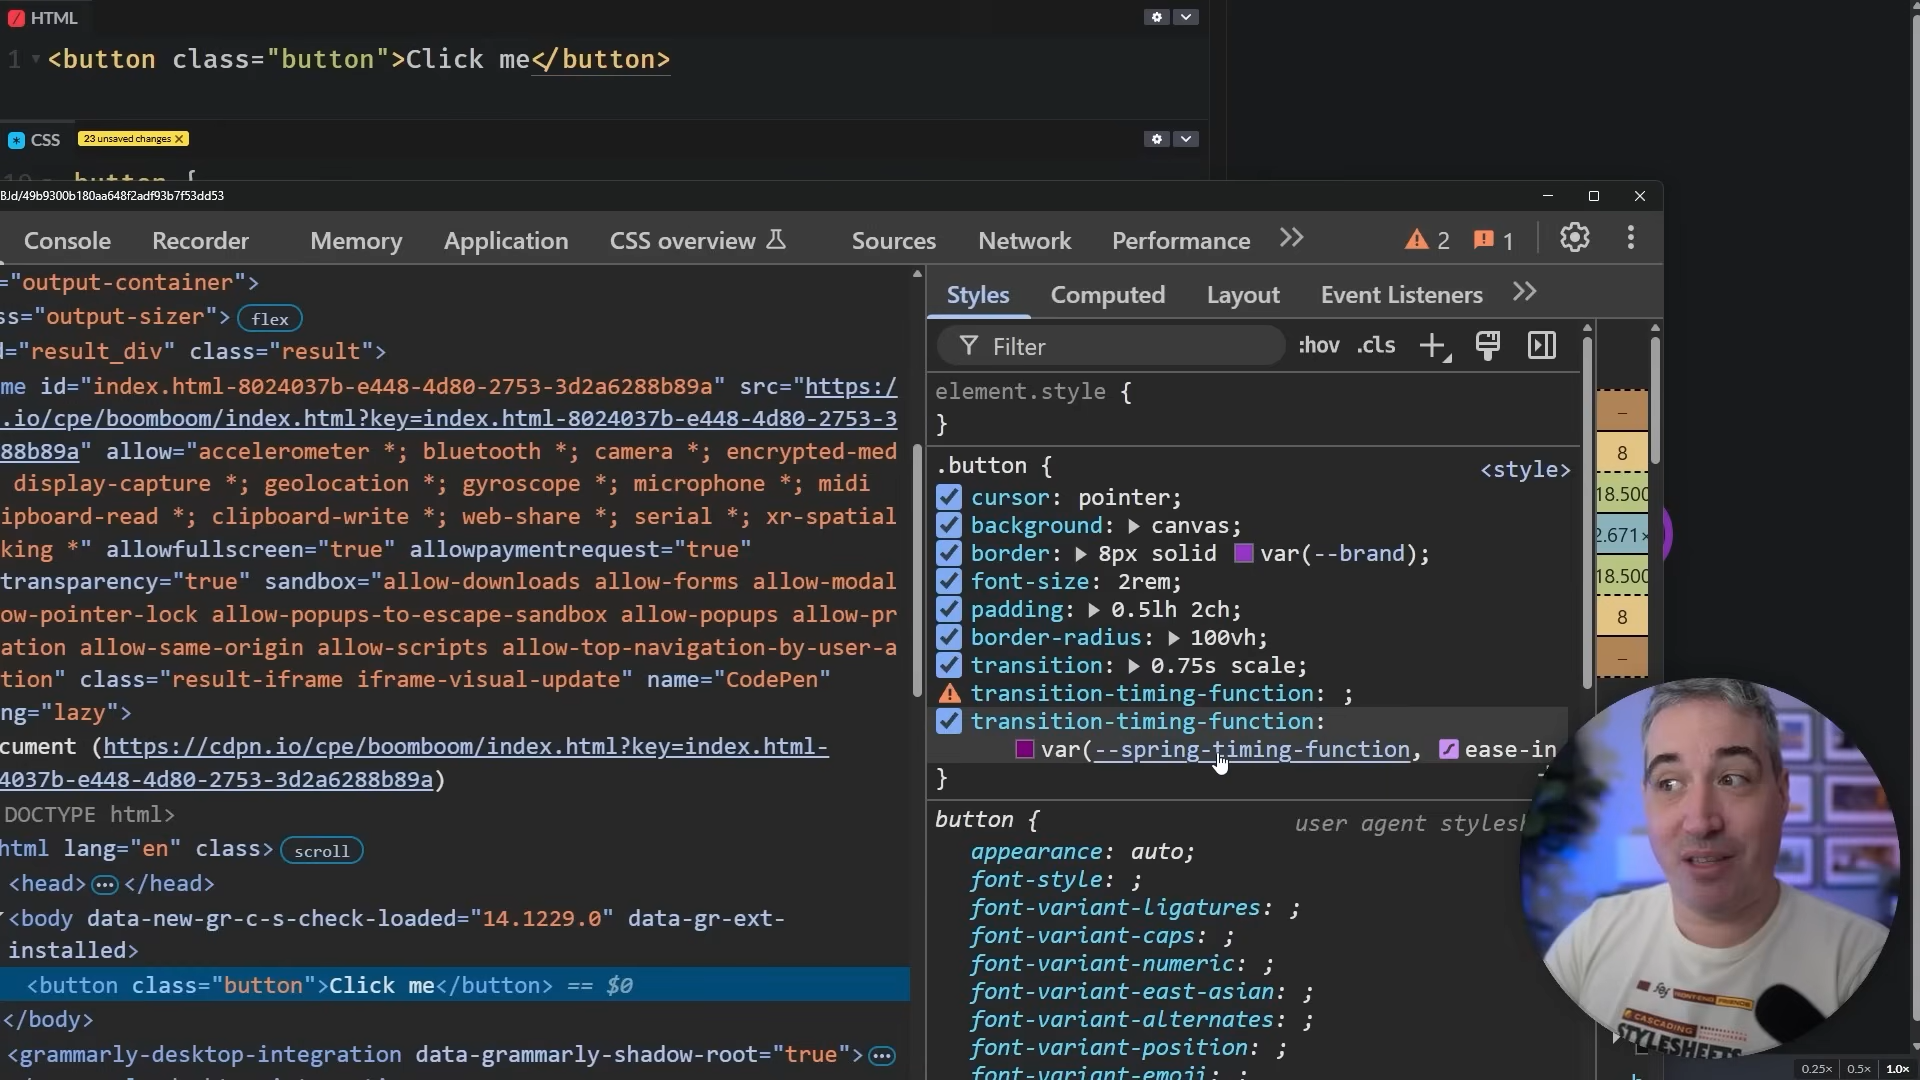 HTML
1 <button class="button">Click me</button>
CSS 23 unsaved changes ×
BJd/49b9300b180aa648f2adf93b7f53dd53
Console Recorder Memory Application CSS overview Sources Network Performance 2 1
="output-container">
ss="output-sizer"> flex
d="result_div" class="result">
me id="index.html-8024037b-e448-4d80-2753-3d2a6288b89a" src="https:/
.io/cpe/boomboom/index.html?key=index.html-8024037b-e448-4d80-2753-3
88b89a" allow="accelerometer *; bluetooth *; camera *; encrypted-med
display-capture *; geolocation *; gyroscope *; microphone *; midi
ipboard-read *; clipboard-write *; web-share *; serial *; xr-spatial
king *" allowfullscreen="true" allowpaymentrequest="true"
transparency="true" sandbox="allow-downloads allow-forms allow-modal
ow-pointer-lock allow-popups-to-escape-sandbox allow-popups allow-pr
ation allow-same-origin allow-scripts allow-top-navigation-by-user-a
tion" class="result-iframe iframe-visual-update" name="CodePen"
ng="lazy">
cument (https://cdpn.io/cpe/boomboom/index.html?key=index.html-
4037b-e448-4d80-2753-3d2a6288b89a)
DOCTYPE html>
html lang="en" class> scroll
<head> ••• </head>
<body data-new-gr-c-s-check-loaded="14.1229.0" data-gr-ext-
installed>
<button class="button">Click me</button> == $0
</body>
<grammarly-desktop-integration data-grammarly-shadow-root="true"> •••
Styles Computed Layout Event Listeners
Filter :hov .cls
element.style {
}
.button { <style>
cursor: pointer;
background: canvas;
border: 8px solid var(--brand);
font-size: 2rem;
padding: 0.5lh 2ch;
border-radius: 100vh;
transition: 0.75s scale;
transition-timing-function: ;
transition-timing-function:
var(--spring-timing-function, ease-in
}
button { user agent stylesh
appearance: auto;
font-style: ;
font-variant-ligatures: ;
font-variant-caps: ;
font-variant-numeric: ;
font-variant-east-asian: ;
font-variant-alternates: ;
font-variant-position: ;
font-variant-emoji: ;
–
8
18.500
2.671×
18.500
8
–
FRONT-END FRIENDS
CASCADING
STYLESHEETS
0.25× 0.5× 1.0×